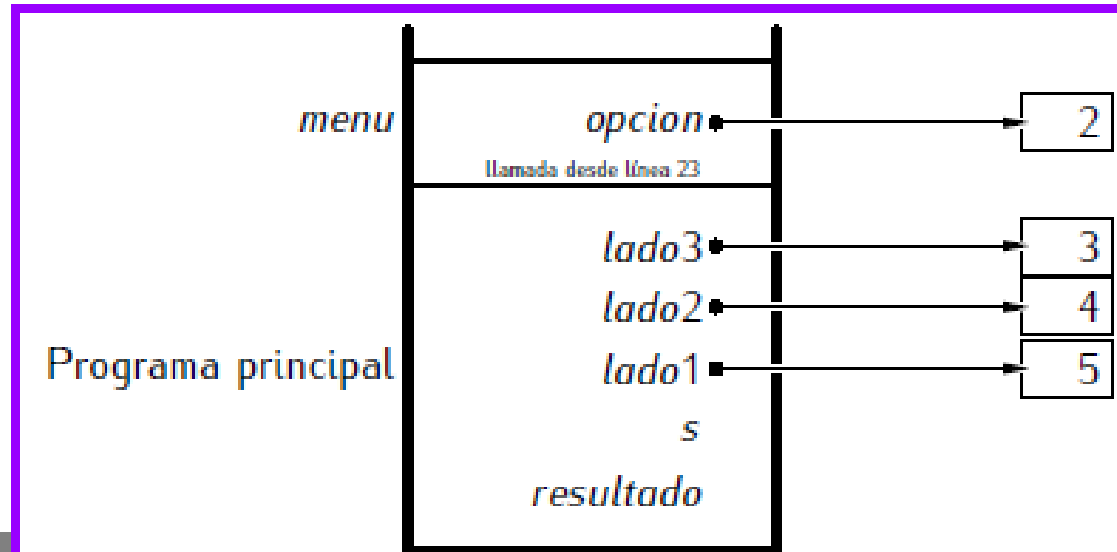 menu opcion 2
llamada desde línea 23
lado3 3
lado2 4
Programa principal lado1 5
s
resultado